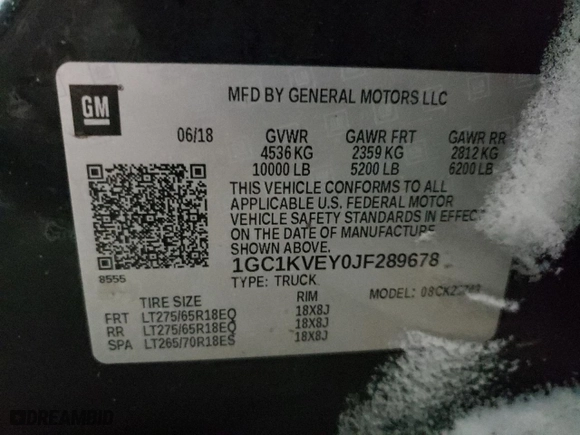 GM
MFD BY GENERAL MOTORS LLC
06/18 GVWR GAWR FRT GAWR RR
4536 KG 2359 KG 2812 KG
10000 LB 5200 LB 6200 LB
THIS VEHICLE CONFORMS TO ALL
APPLICABLE U.S. FEDERAL MOTOR
VEHICLE SAFETY STANDARDS IN EFFECT
ON THE DATE OF MANUFACTURE
1GC1KVEY0JF289678
8555 TYPE: TRUCK MODEL:
TIRE SIZE RIM
FRT LT275/65R18EQ 18X8J
RR LT275/65R18EQ 18X8J
SPA LT265/70R18ES 18X8J
DREAMBID